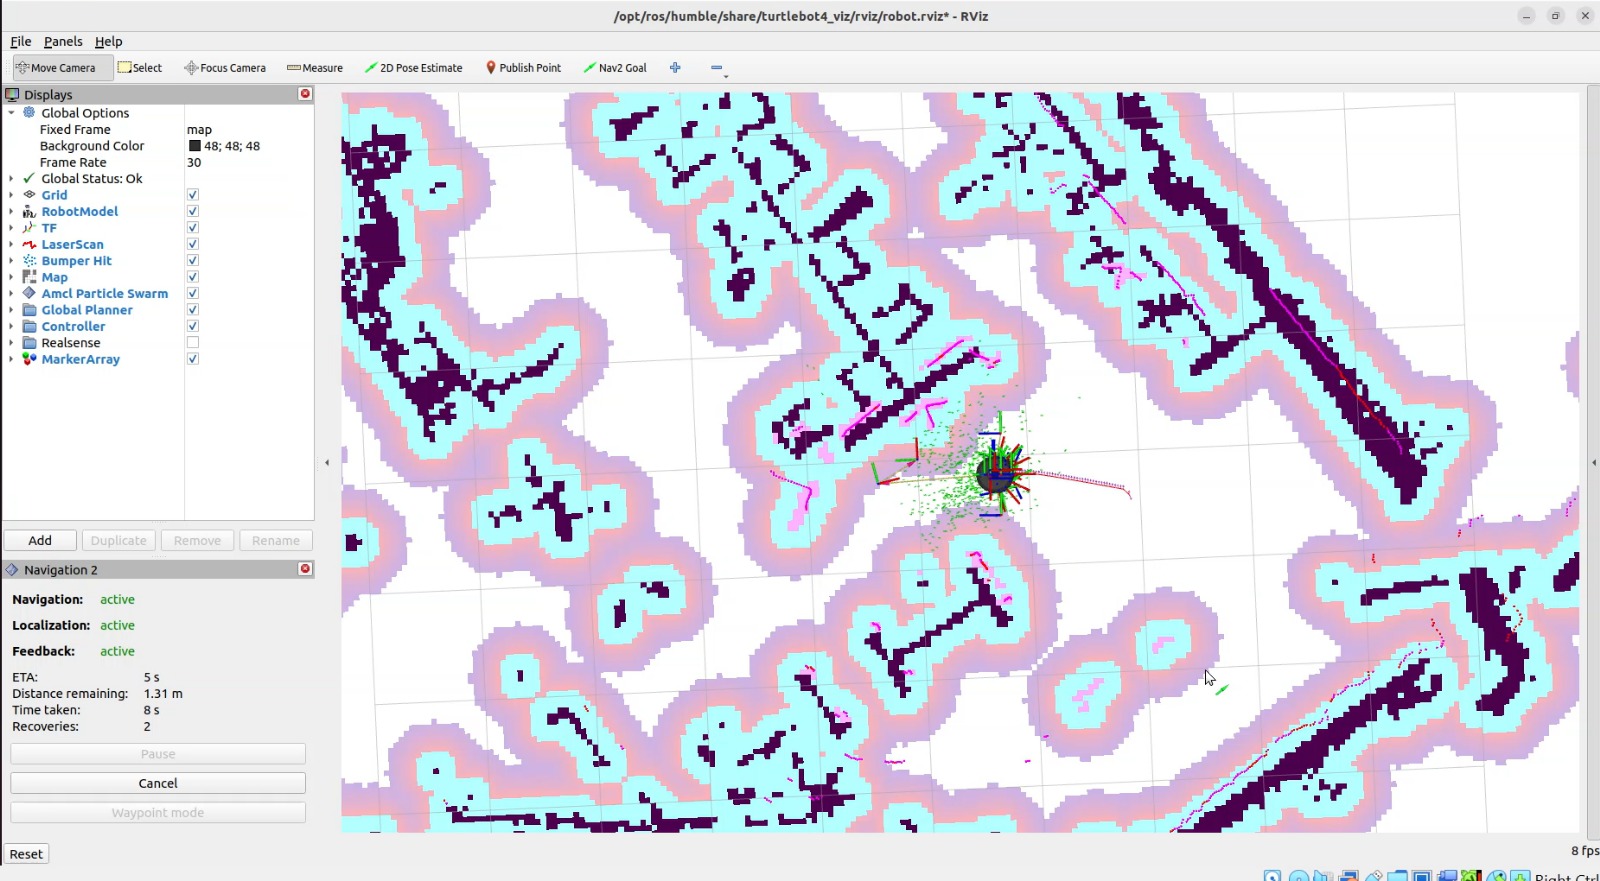 /opt/ros/humble/share/turtlebot4_viz/rviz/robot.rviz* - RViz
File Panels Help
Move Camera Select Focus Camera Measure 2D Pose Estimate Publish Point Nav2 Goal
Displays
Global Options
Fixed Frame map
Background Color 48; 48; 48
Frame Rate 30
Global Status: Ok
Grid
RobotModel
TF
LaserScan
Bumper Hit
Map
Amcl Particle Swarm
Global Planner
Controller
Realsense
MarkerArray
Add Duplicate Remove Rename
Navigation 2
Navigation: active
Localization: active
Feedback: active
ETA: 5 s
Distance remaining: 1.31 m
Time taken: 8 s
Recoveries: 2
Pause
Cancel
Waypoint mode
Reset
8 fps
Right Ctrl